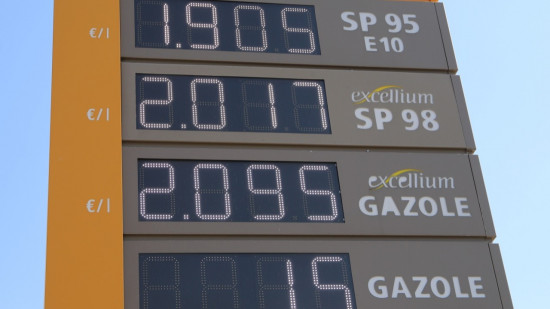 €/l
1.905
SP 95
E10
€/l
2.017
excellium
SP 98
€/l
2.095
excellium
GAZOLE
15
GAZOLE